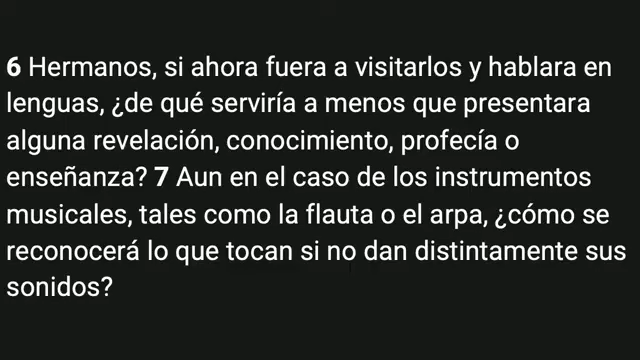 6 Hermanos, si ahora fuera a visitarlos y hablara en
lenguas, ¿de qué serviría a menos que presentara
alguna revelación, conocimiento, profecía o
enseñanza? 7 Aun en el caso de los instrumentos
musicales, tales como la flauta o el arpa, ¿cómo se
reconocerá lo que tocan si no dan distintamente sus
sonidos?